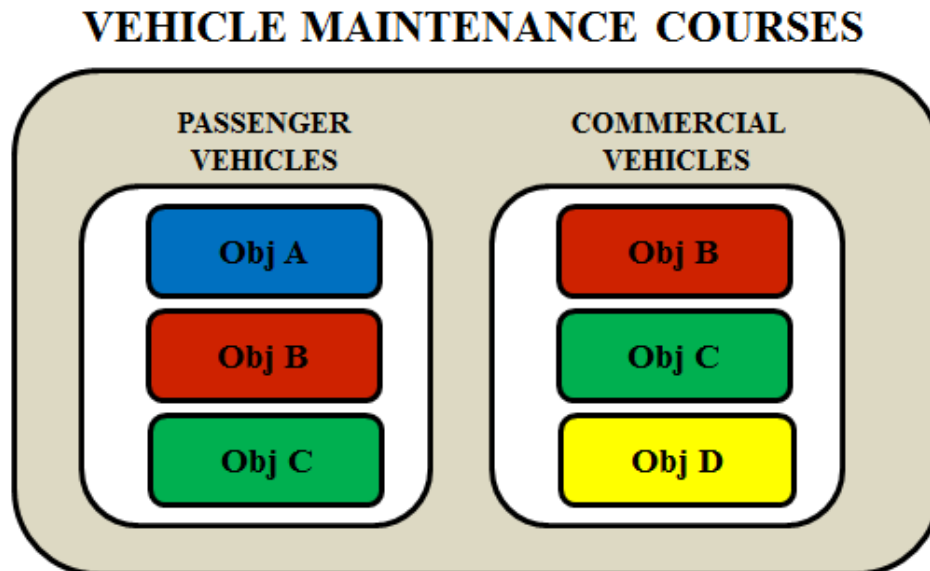 VEHICLE MAINTENANCE COURSES
PASSENGER
VEHICLES
Obj A
Obj B
Obj C
COMMERCIAL
VEHICLES
Obj B
Obj C
Obj D